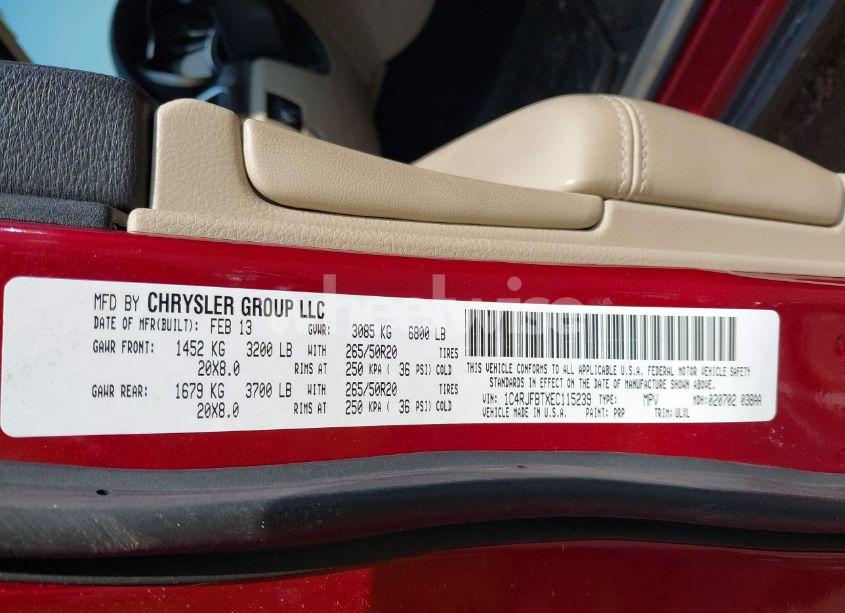 MFD BY CHRYSLER GROUP LLC
DATE OF MFR(BUILT): FEB 13 GVWR: 3085 KG 6800 LB
GAWR FRONT: 1452 KG 3200 LB WITH 265/50R20 TIRES
20X8.0 RIMS AT 250 KPA ( 36 PSI) COLD
GAWR REAR: 1679 KG 3700 LB WITH 265/50R20 TIRES
20X8.0 RIMS AT 250 KPA ( 36 PSI) COLD
THIS VEHICLE CONFORMS TO ALL APPLICABLE U.S.A. FEDERAL MOTOR VEHICLE SAFETY
STANDARDS IN EFFECT ON THE DATE OF MANUFACTURE SHOWN ABOVE.
VIN: 1C4RJFBTXEC115239 TYPE: MPV MDH: 020702 038AA
VEHICLE MADE IN U.S.A. PAINT: PRP TRIM: ULXL
wheelwise